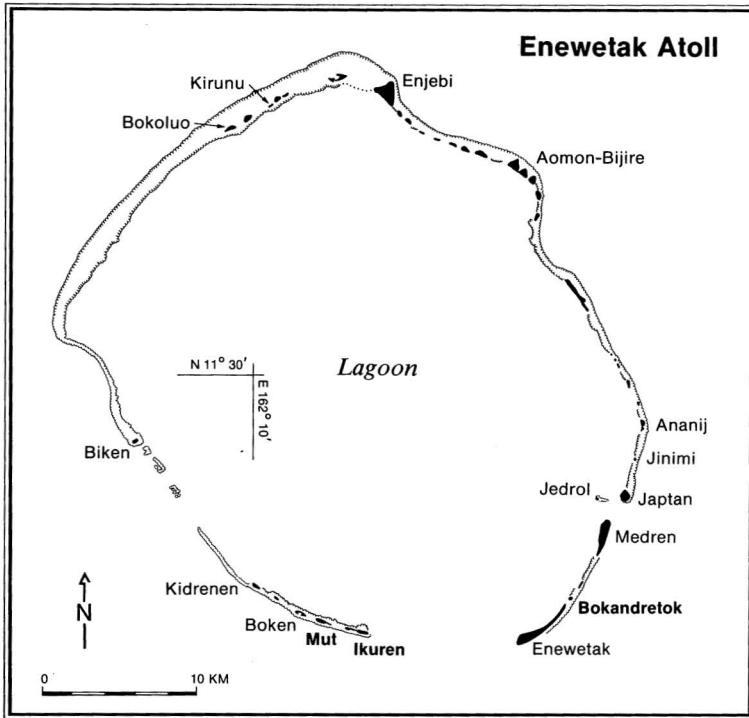 Enewetak Atoll
Enjebi
Kirunu
Bokoluo
Aomon-Bijire
N 11° 30′
Lagoon
E 162° 10′
Ananij
Biken
Jinimi
Jedrol
Japtan
Medren
Kidrenen
N
Bokandretok
Boken
Mut
Ikuren
Enewetak
0 10 KM